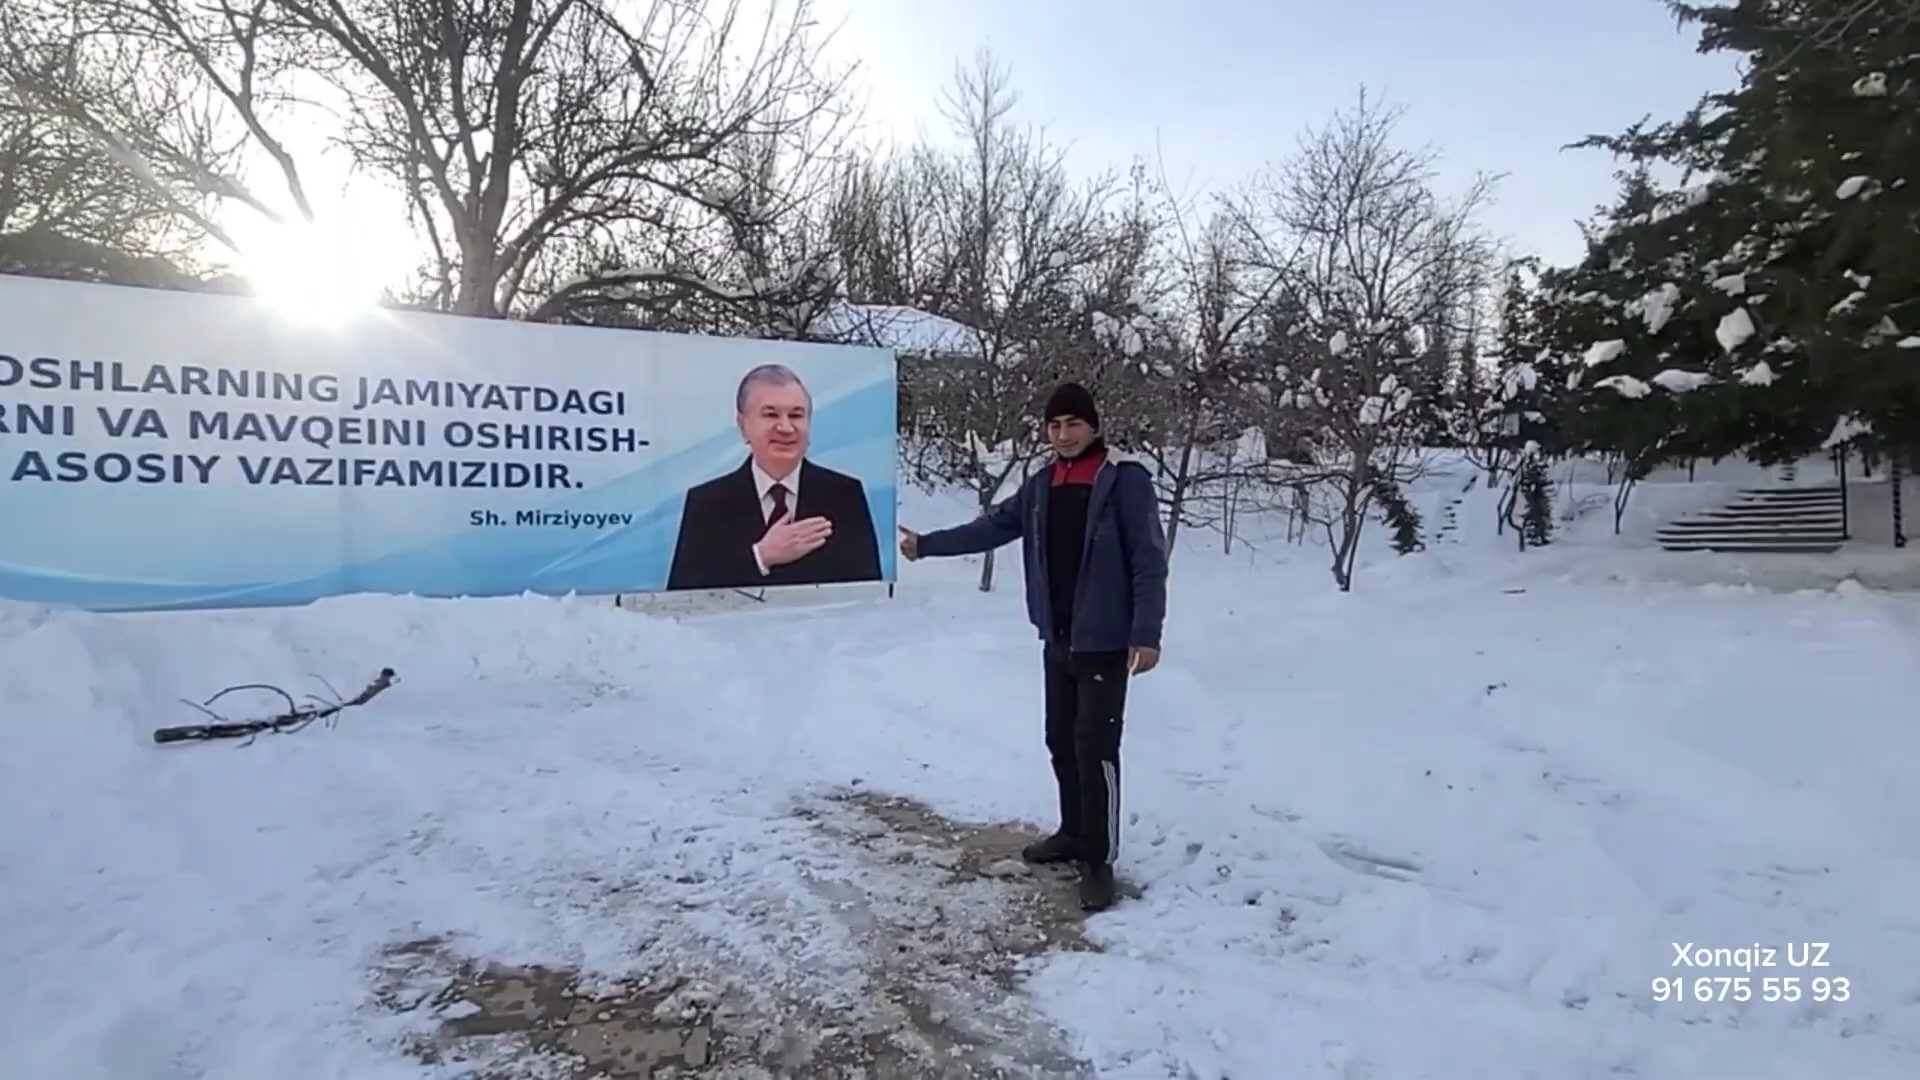 OSHLARNING JAMIYATDAGI
RNI VA MAVQEINI OSHIRISH-
ASOSIY VAZIFAMIZIDIR.
Sh. Mirziyoyev
Xonqiz UZ
91 675 55 93